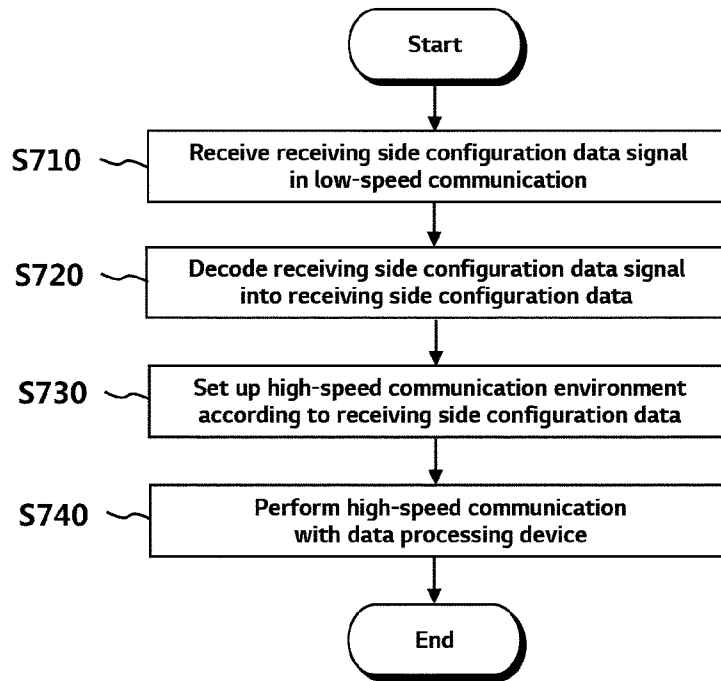 Start
S710
Receive receiving side configuration data signal
in low-speed communication
S720
Decode receiving side configuration data signal
into receiving side configuration data
S730
Set up high-speed communication environment
according to receiving side configuration data
S740
Perform high-speed communication
with data processing device
End